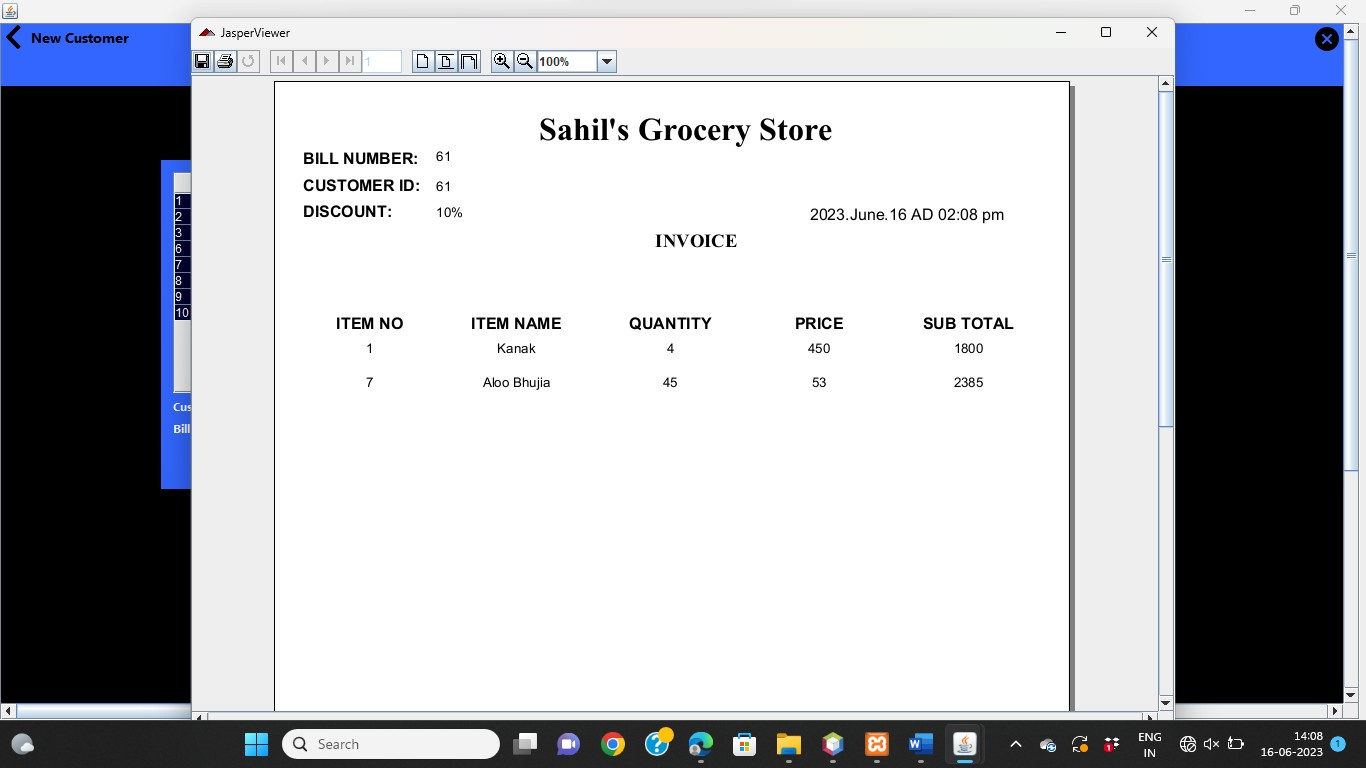 New Customer
JasperViewer
1
100%
Sahil's Grocery Store
BILL NUMBER: 61
CUSTOMER ID: 61
DISCOUNT: 10%
2023.June.16 AD 02:08 pm
INVOICE
ITEM NO ITEM NAME QUANTITY PRICE SUB TOTAL
1 Kanak 4 450 1800
7 Aloo Bhujia 45 53 2385
1
2
3
6
7
8
9
10
Cus
Bill
Search
ENG
IN
14:08
16-06-2023
1